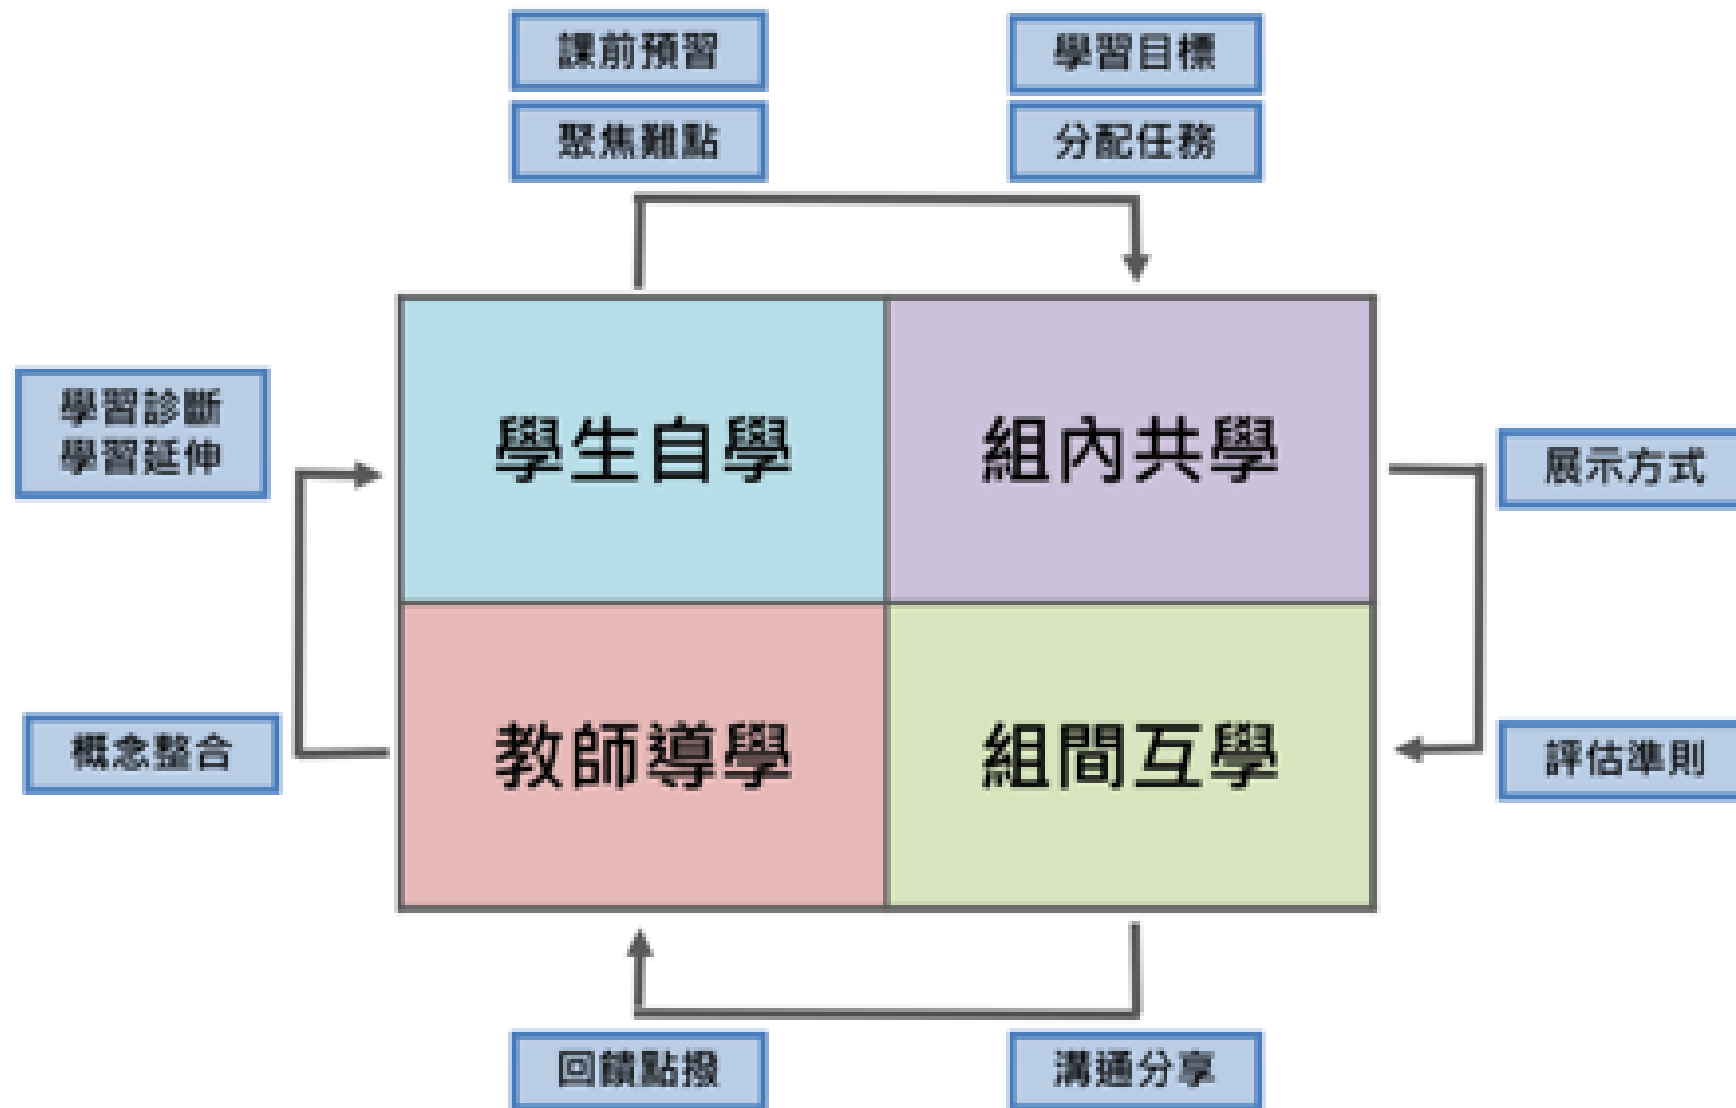 課前預習
學習目標
聚焦難點
分配任務
學習診斷
學習延伸
學生自學
組內共學
展示方式
概念整合
教師導學
組間互學
評估準則
回饋點撥
溝通分享